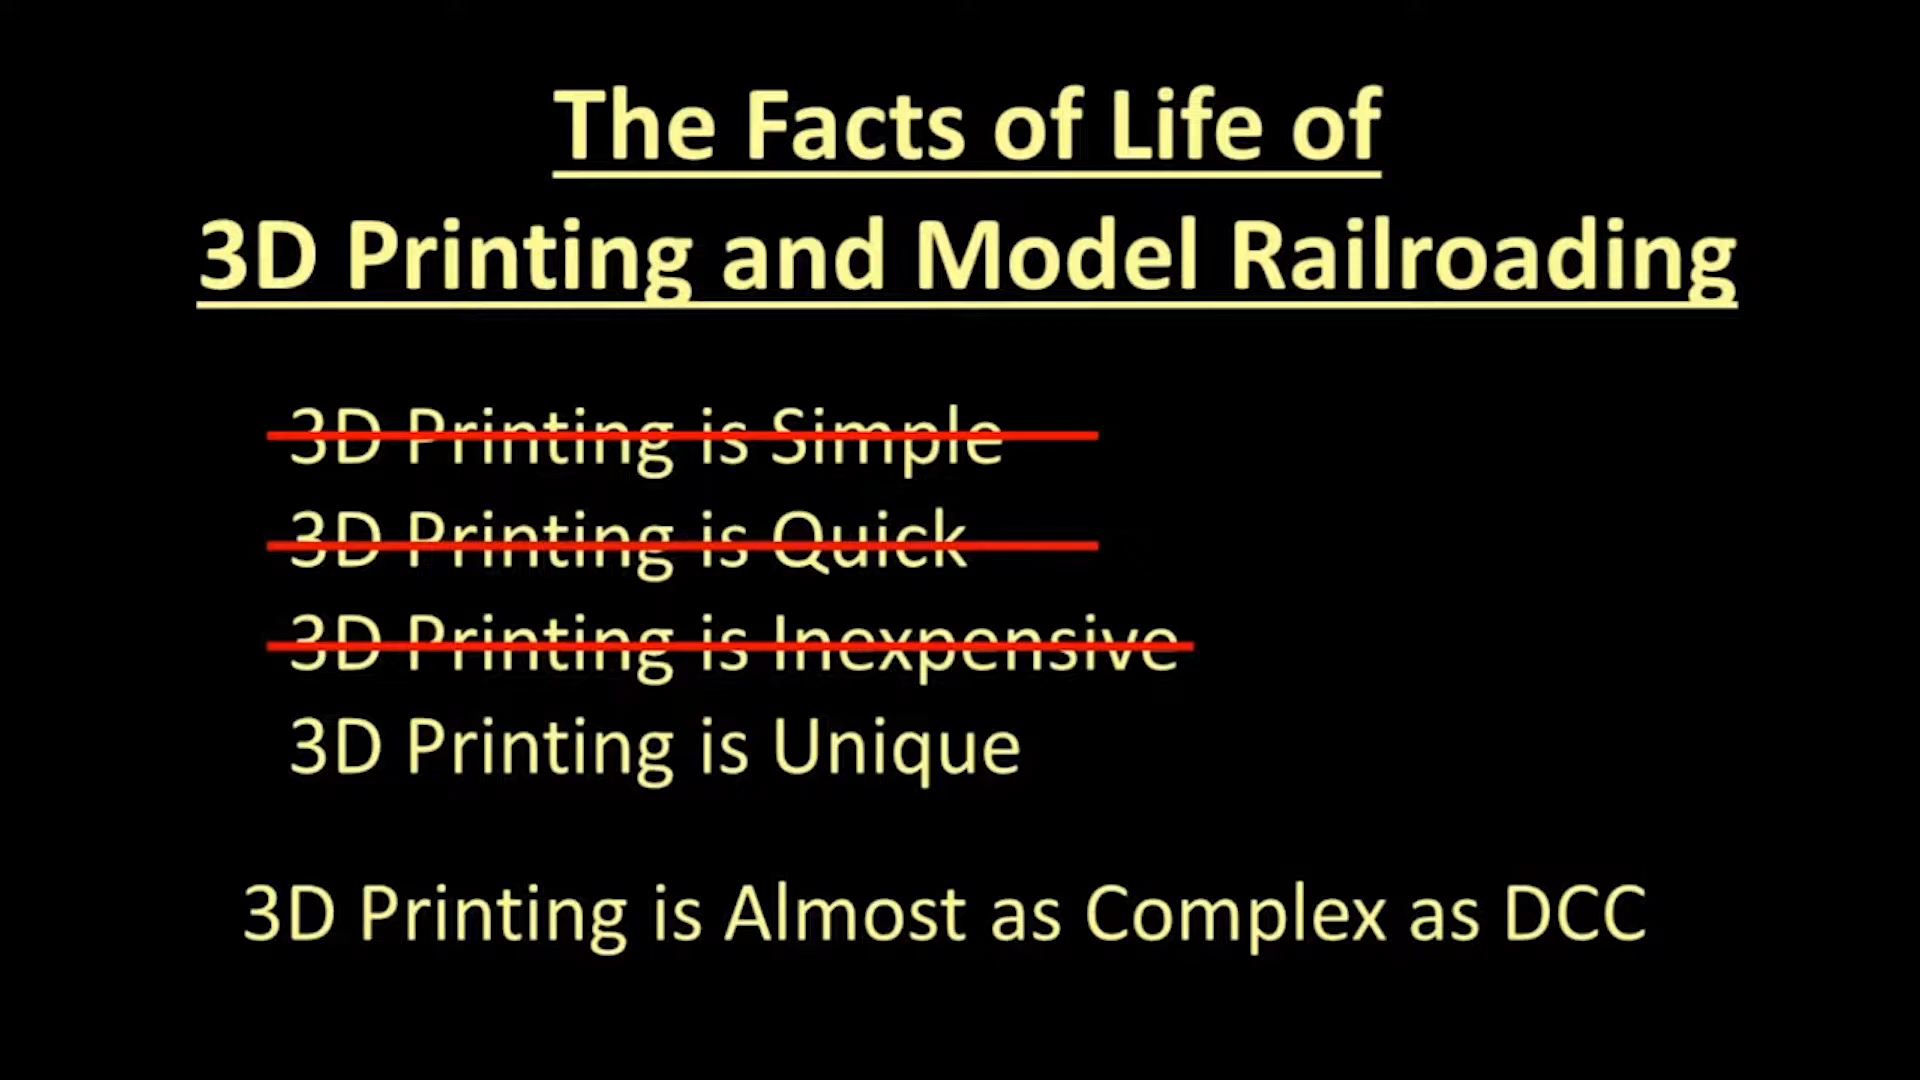 The Facts of Life of
3D Printing and Model Railroading
3D Printing is Simple
3D Printing is Quick
3D Printing is Inexpensive
3D Printing is Unique
3D Printing is Almost as Complex as DCC